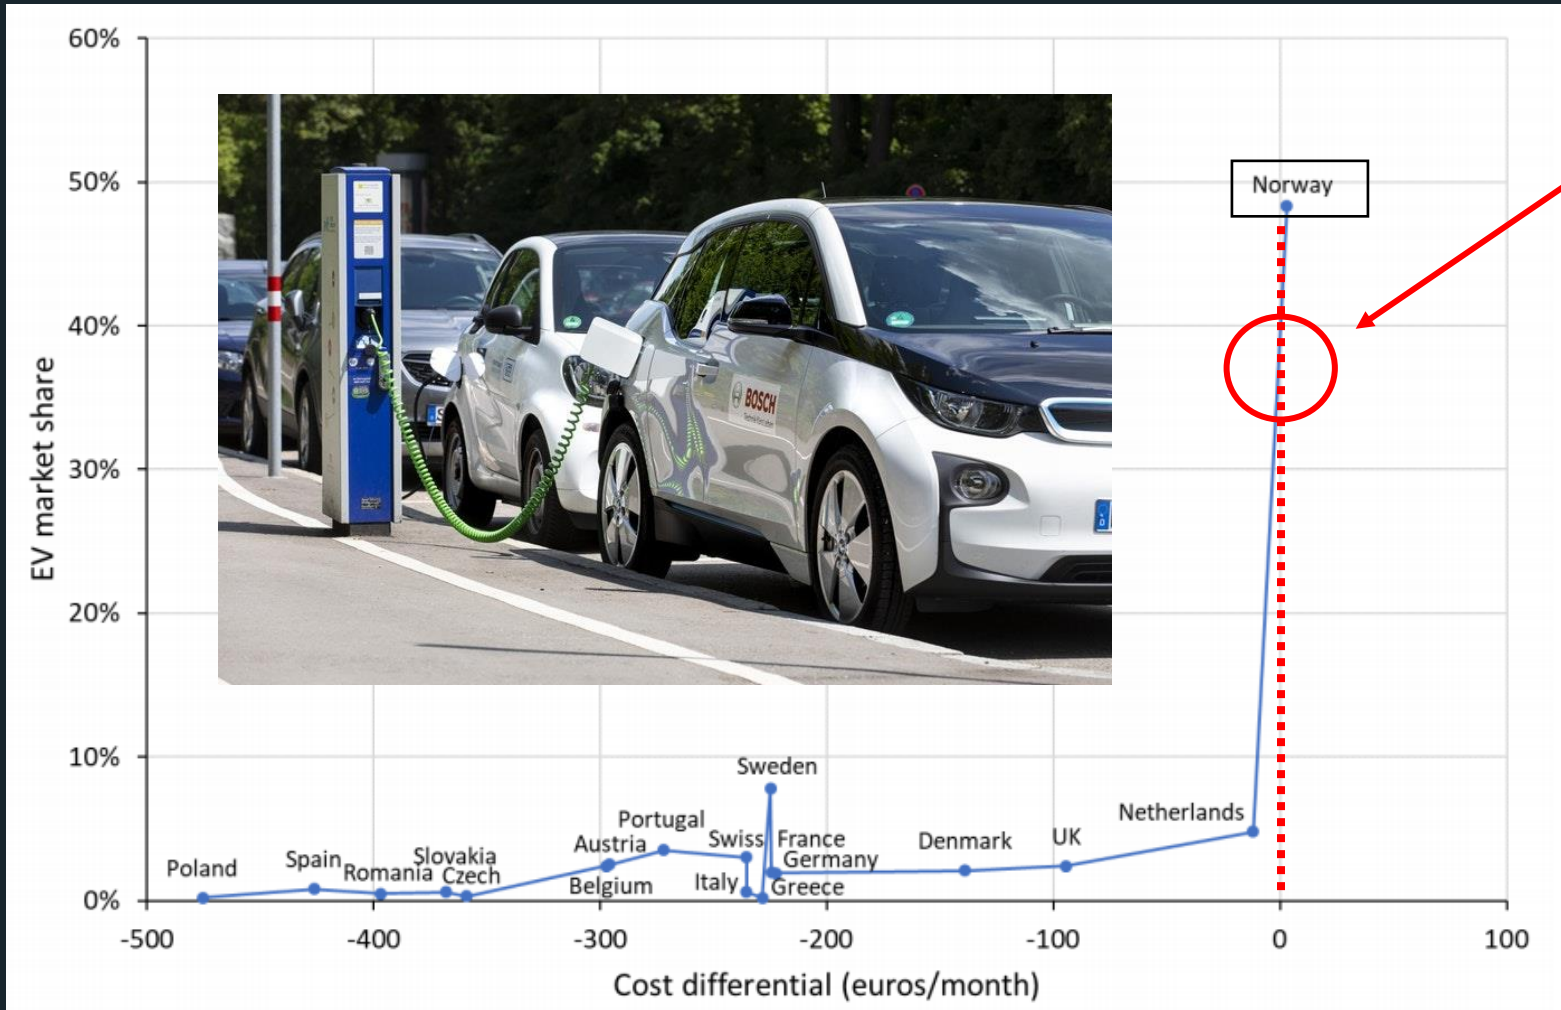 60%
50%
40%
30%
20%
10%
0%
EV market share
Norway
BOSCH
Sweden
Netherlands
Portugal
Swiss
France
Denmark
UK
Austria
Slovakia
Germany
Poland
Spain
Romania
Czech
Belgium
Italy
Greece
-500
-400
-300
-200
-100
0
100
Cost differential (euros/month)